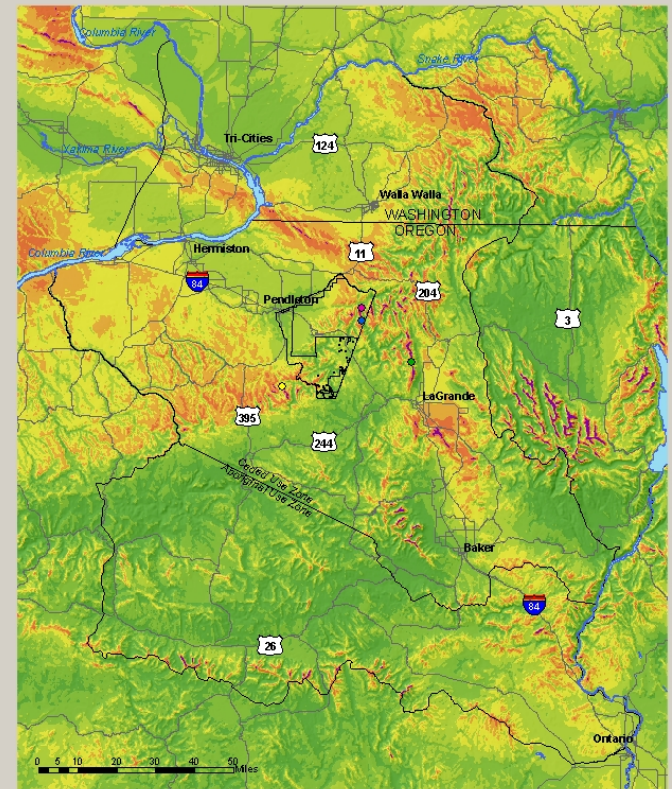 Columbia River
Snake River
Tri-Cities
124
Yakima River
Walla Walla
WASHINGTON
OREGON
Columbia River
Hermiston
11
84
Pendleton
204
3
LaGrande
395
244
Ceded Use Zone
Aboriginal Use Zone
Baker
84
26
Ontario
0 5 10 20 30 40 50
Miles